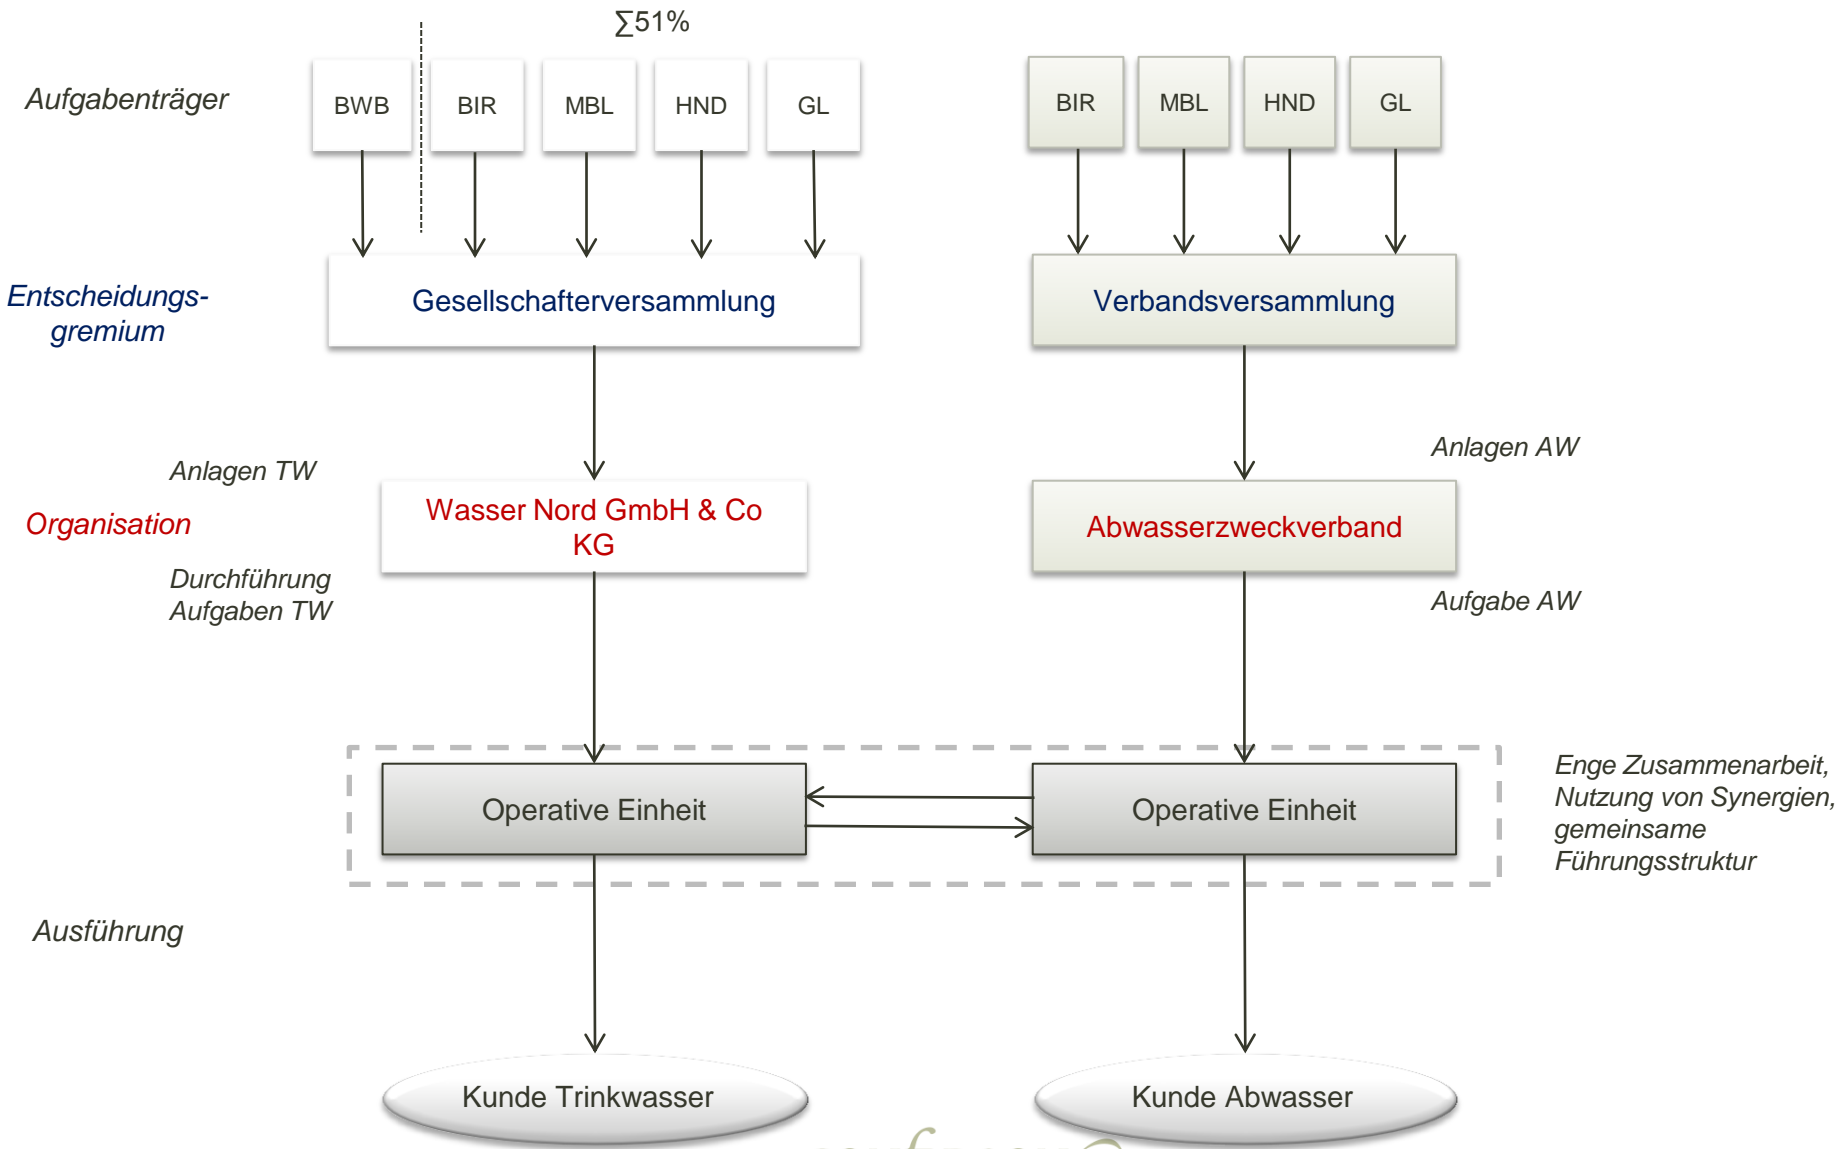 ∑51%
Aufgabenträger
BWB
BIR
MBL
HND
GL
BIR
MBL
HND
GL
Entscheidungs-
gremium
Gesellschafterversammlung
Verbandsversammlung
Anlagen TW
Anlagen AW
Organisation
Wasser Nord GmbH & Co
KG
Abwasserzweckverband
Durchführung
Aufgaben TW
Aufgabe AW
Operative Einheit
Operative Einheit
Enge Zusammenarbeit,
Nutzung von Synergien,
gemeinsame
Führungsstruktur
Ausführung
Kunde Trinkwasser
Kunde Abwasser